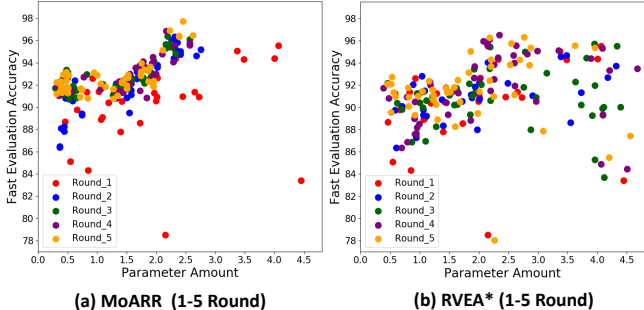 Fast Evaluation Accuracy
98
96
94
92
90
88
86
84
82
80
78
Round_1
Round_2
Round_3
Round_4
Round_5
0.0 0.5 1.0 1.5 2.0 2.5 3.0 3.5 4.0 4.5
Parameter Amount
(a) MoARR (1-5 Round)
Fast Evaluation Accuracy
98
96
94
92
90
88
86
84
82
80
78
Round_1
Round_2
Round_3
Round_4
Round_5
0.0 0.5 1.0 1.5 2.0 2.5 3.0 3.5 4.0 4.5
Parameter Amount
(b) RVEA* (1-5 Round)